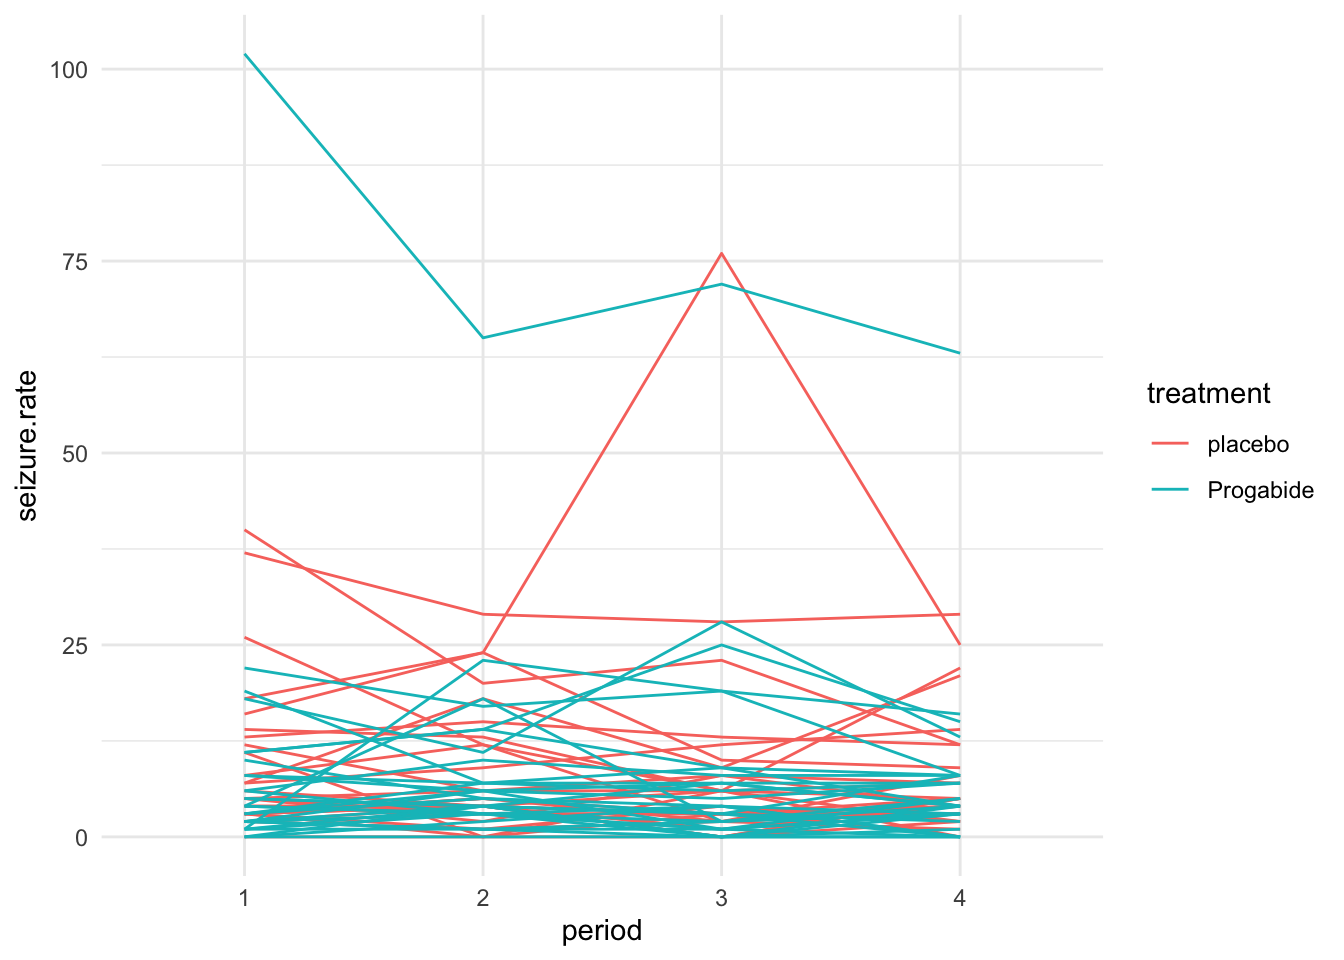 100
75
50
25
0
seizure.rate
1 2 3 4
period
treatment
placebo
Progabide